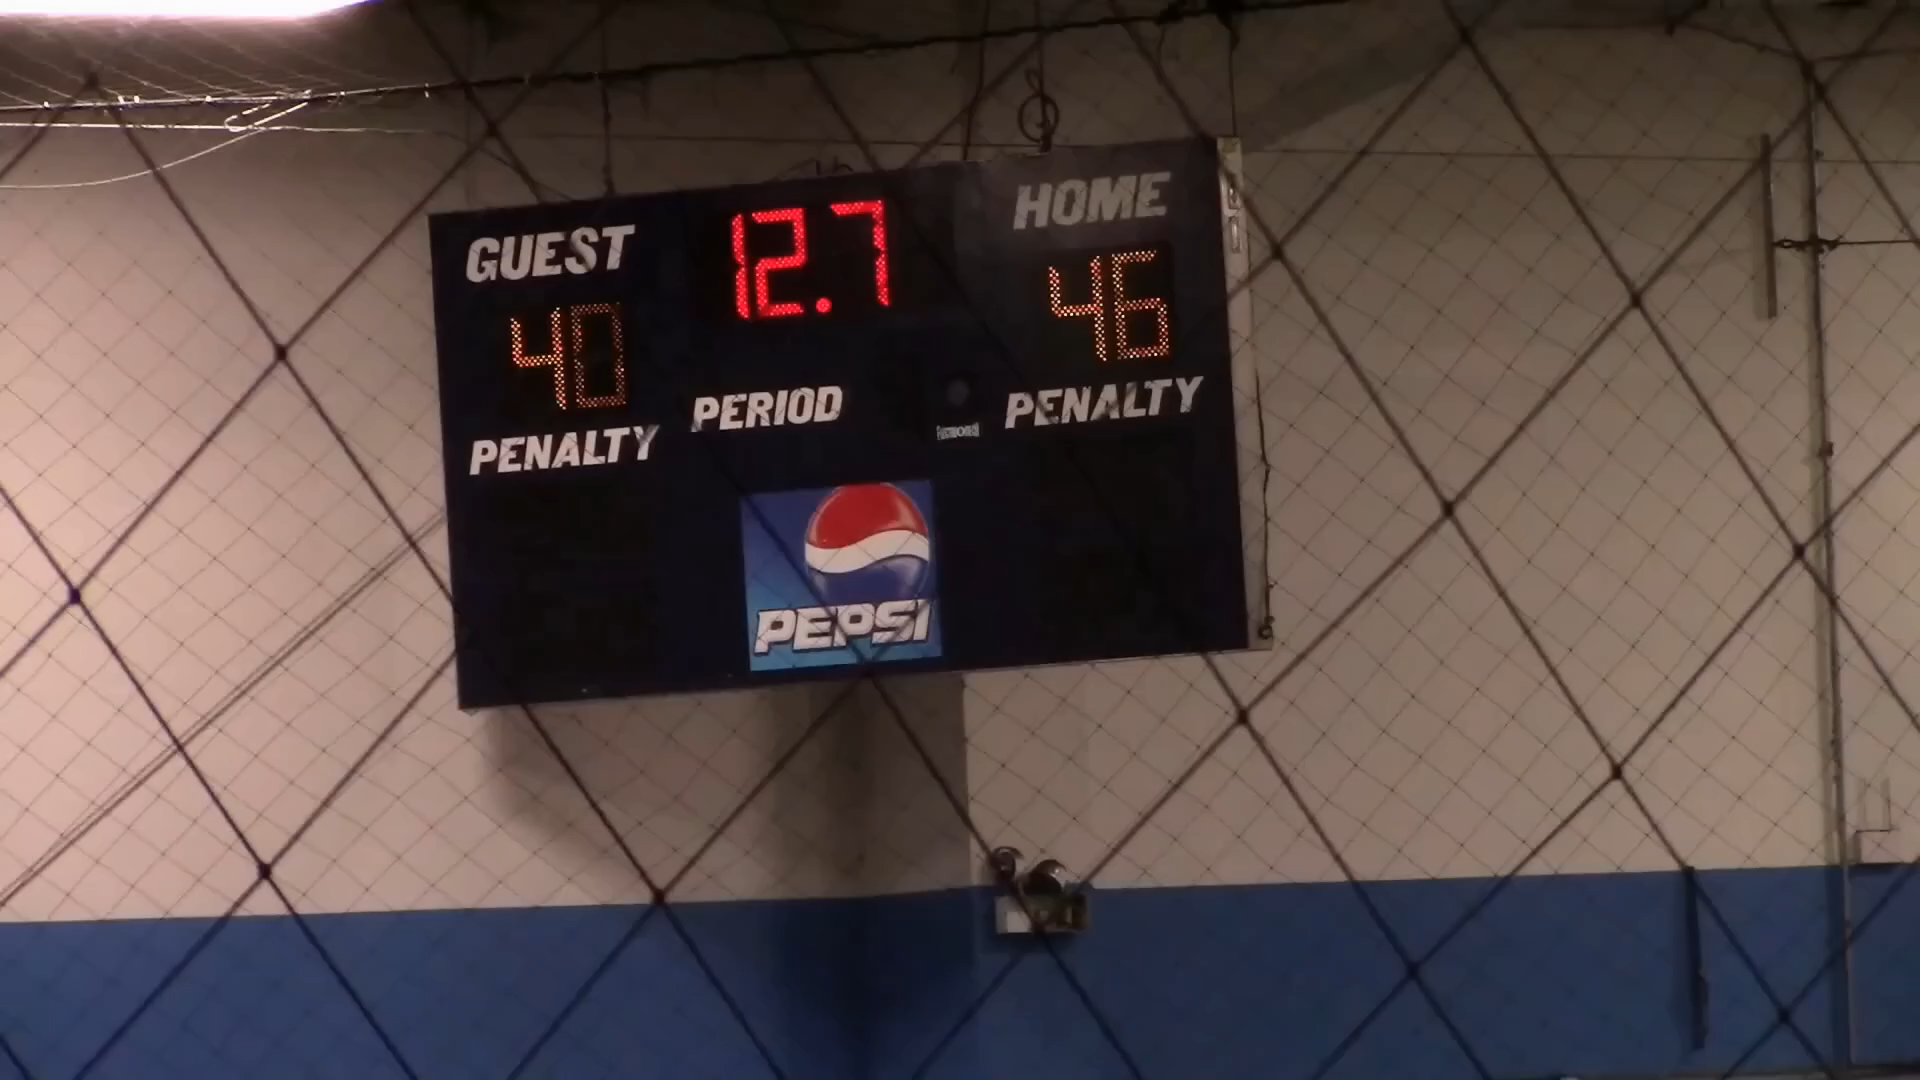 GUEST
12.7
HOME
40
46
PENALTY
PERIOD
PENALTY
PEPSI